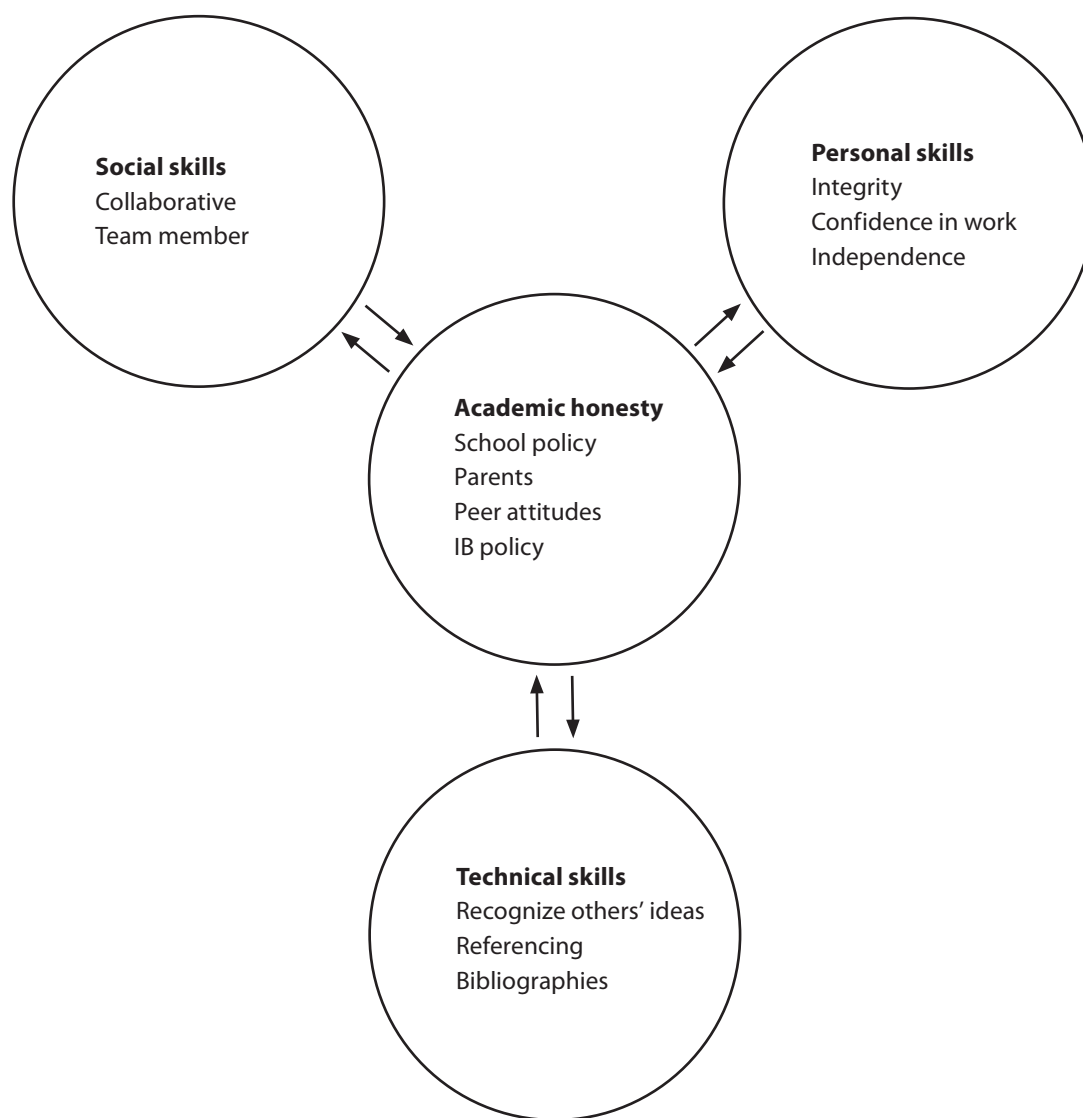 Social skills
Collaborative
Team member
Personal skills
Integrity
Confidence in work
Independence
Academic honesty
School policy
Parents
Peer attitudes
IB policy
Technical skills
Recognize others’ ideas
Referencing
Bibliographies